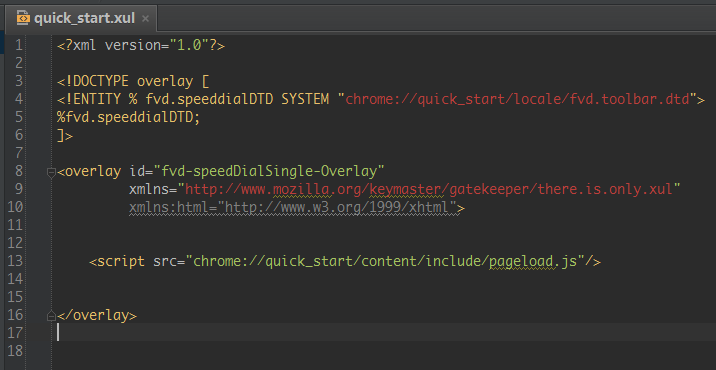 quick_start.xul
1 <?xml version="1.0"?>
2
3 <!DOCTYPE overlay [
4 <!ENTITY % fvd.speeddialDTD SYSTEM "chrome://quick_start/locale/fvd.toolbar.dtd">
5 %fvd.speeddialDTD;
6 ]>
7
8 <overlay id="fvd-speedDialSingle-Overlay"
9 xmlns="http://www.mozilla.org/keymaster/gatekeeper/there.is.only.xul"
10 xmlns:html="http://www.w3.org/1999/xhtml">
11
12
13 <script src="chrome://quick_start/content/include/pageload.js"/>
14
15
16 </overlay>
17
18